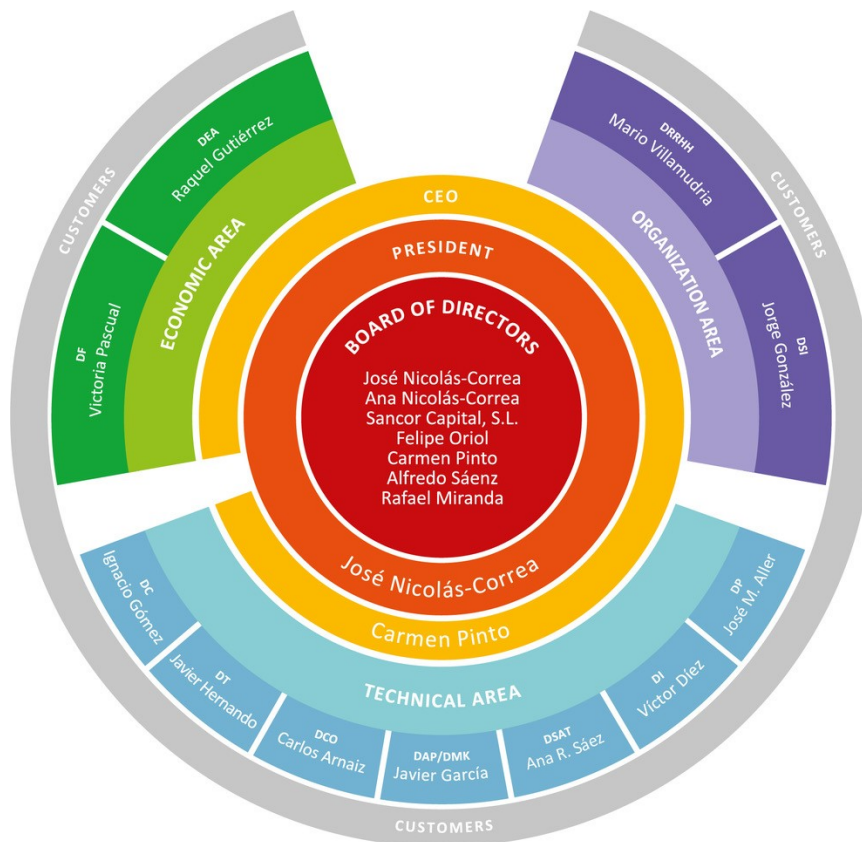 CUSTOMERS
DEA
Raquel Gutiérrez
DF
Victoria Pascual
ECONOMIC AREA
CUSTOMERS
DRRHH
Mario Villamudria
DSI
Jorge González
ORGANIZATION AREA
CEO
PRESIDENT
BOARD OF DIRECTORS
José Nicolás-Correa
Ana Nicolás-Correa
Sancor Capital, S.L.
Felipe Oriol
Carmen Pinto
Alfredo Sáenz
Rafael Miranda
José Nicolás-Correa
Carmen Pinto
TECHNICAL AREA
DC
Ignacio Gómez
DT
Javier Hernando
DCO
Carlos Arnaiz
DAP/DMK
Javier García
DSAT
Ana R. Sáez
DI
Víctor Díez
DP
José M. Aller
CUSTOMERS